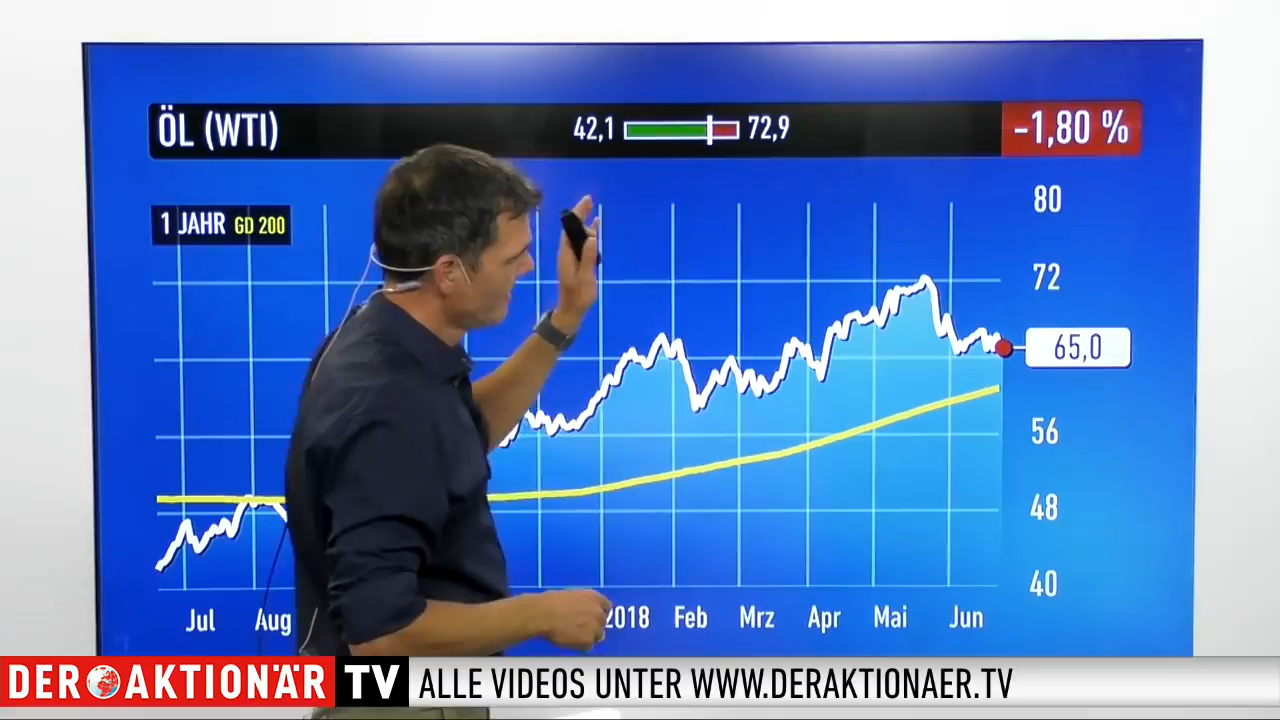 ÖL (WTI) 42,1 72,9 -1,80 %
1 JAHR GD 200
80
72
65,0
56
48
40
Jul Aug 2018 Feb Mrz Apr Mai Jun
DER AKTIONÄR TV ALLE VIDEOS UNTER WWW.DERAKTIONAER.TV